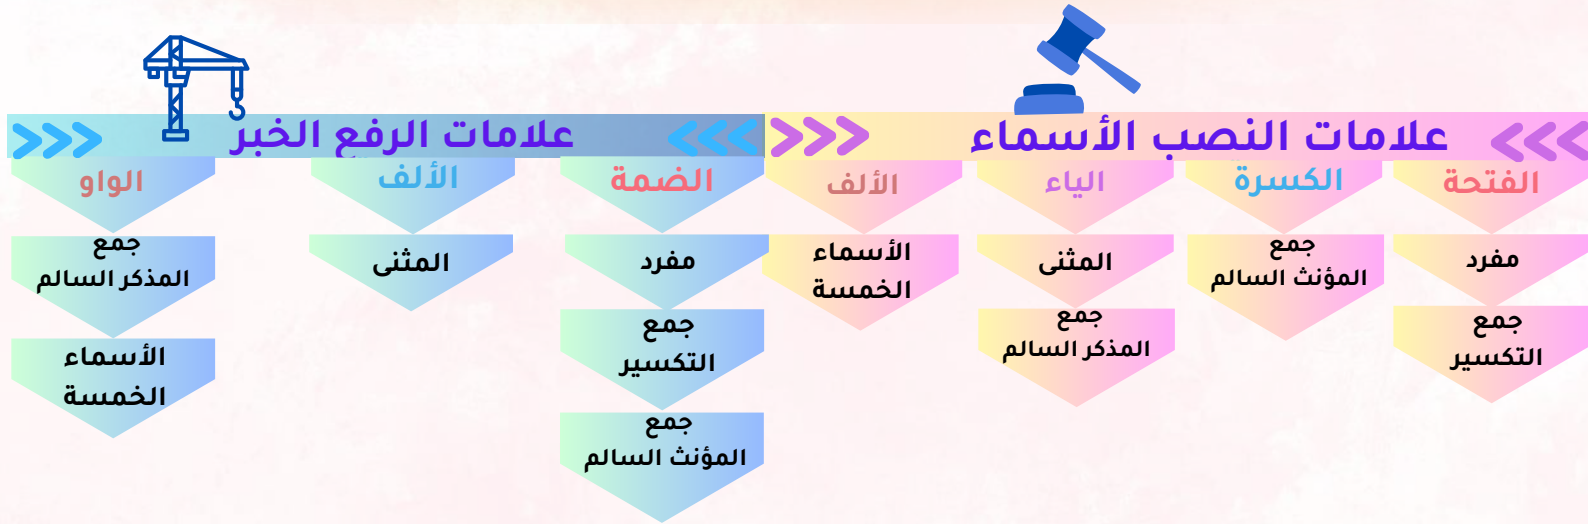 علامات النصب الأسماء
الفتحة
مفرد
جمع
التكسير
الكسرة
جمع
المؤنث السالم
الياء
المثنى
جمع
المذكر السالم
الألف
الأسماء
الخمسة
علامات الرفع الخبر
الضمة
مفرد
جمع
التكسير
جمع
المؤنث السالم
الألف
المثنى
الواو
جمع
المذكر السالم
الأسماء
الخمسة